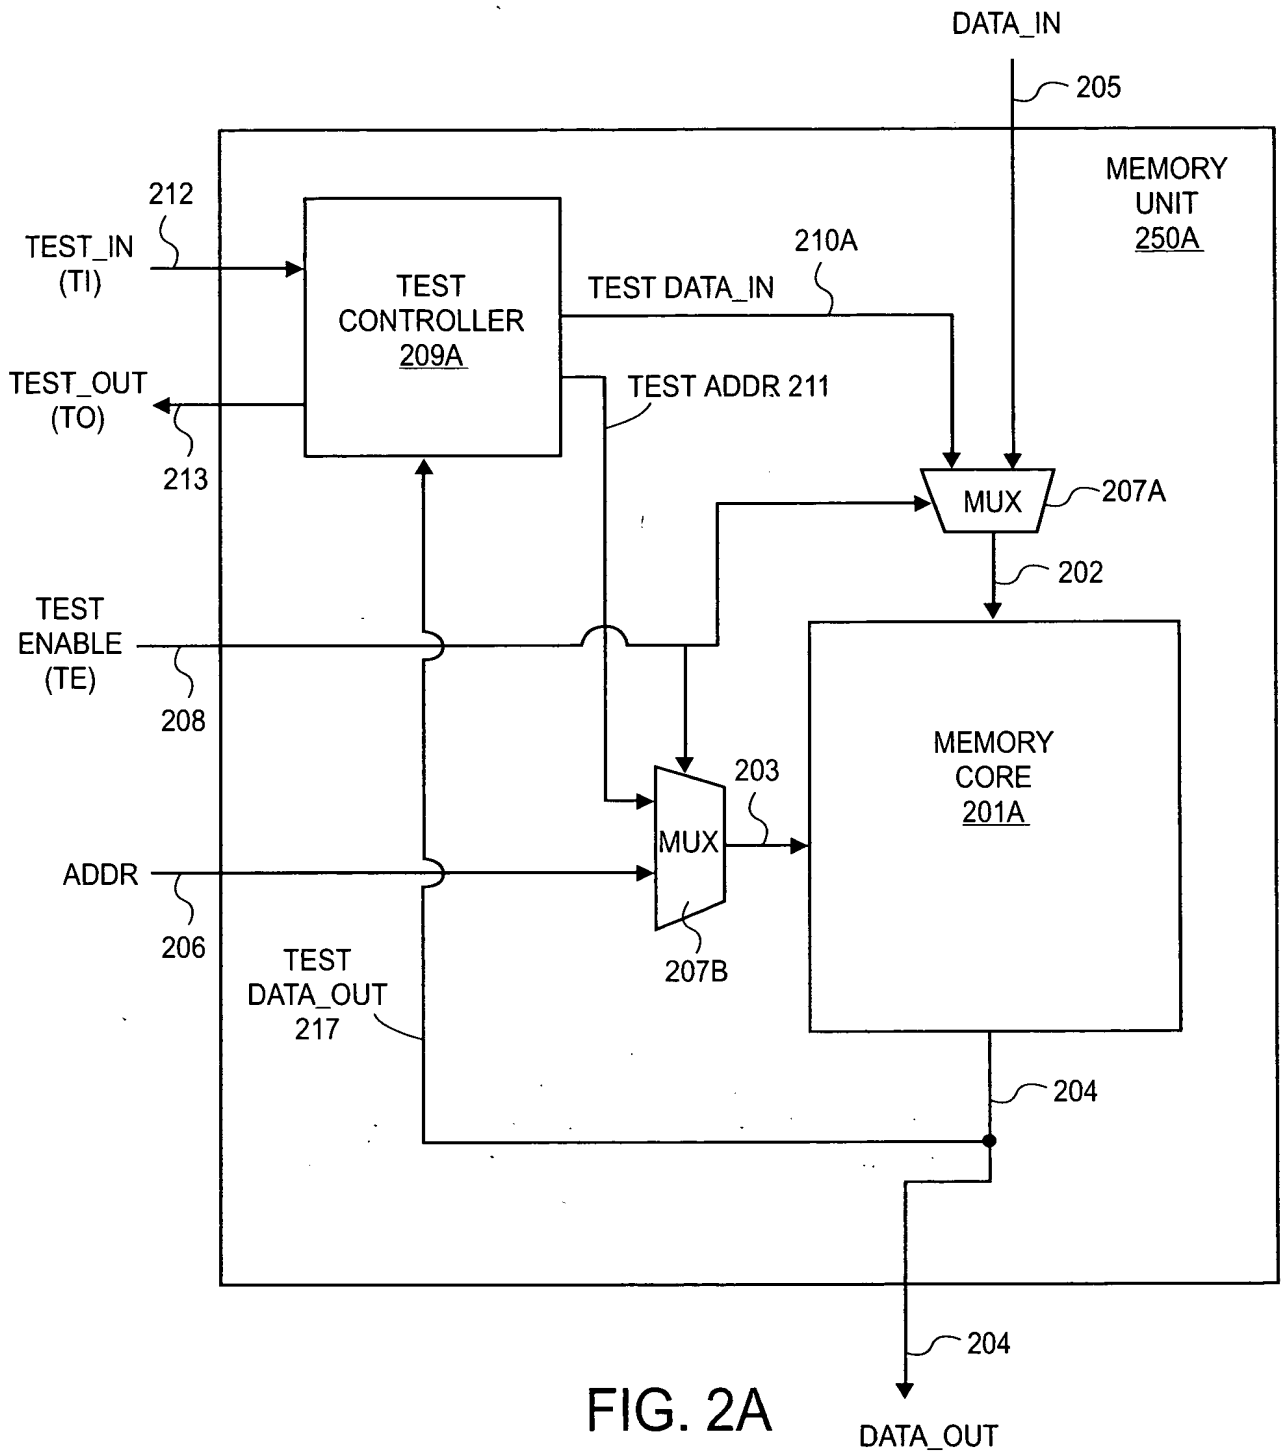 DATA_IN
205
MEMORY
UNIT
250A
212
TEST_IN
(TI)
TEST
CONTROLLER
209A
210A
TEST DATA_IN
TEST_OUT
(TO)
213
TEST ADDR 211
MUX
207A
202
TEST
ENABLE
(TE)
208
MEMORY
CORE
201A
203
MUX
ADDR
206
207B
TEST
DATA_OUT
217
204
204
FIG. 2A
DATA_OUT